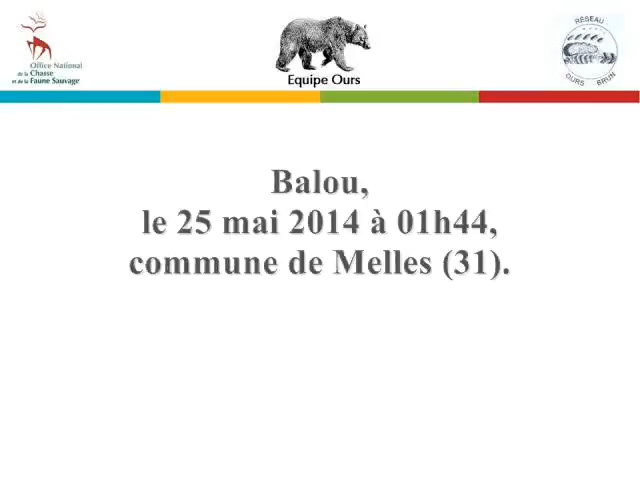 Office National
de la Chasse
et de la Faune Sauvage
Equipe Ours
RÉSEAU
OURS BRUN
Balou,
le 25 mai 2014 à 01h44,
commune de Melles (31).